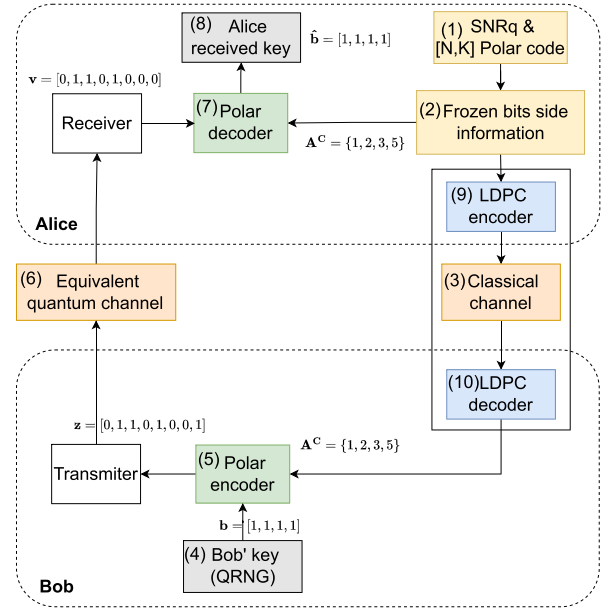 (8) Alice
received key
b̂ = [1, 1, 1, 1]
(1) SNRq &
[N,K] Polar code
v = [0, 1, 1, 0, 1, 0, 0, 0]
Receiver
(7) Polar
decoder
A^C = {1, 2, 3, 5}
(2) Frozen bits side
information
Alice
(9) LDPC
encoder
(6) Equivalent
quantum channel
(3) Classical
channel
(10) LDPC
decoder
z = [0, 1, 1, 0, 1, 0, 0, 1]
A^C = {1, 2, 3, 5}
Transmiter
(5) Polar
encoder
b = [1, 1, 1, 1]
(4) Bob' key
(QRNG)
Bob